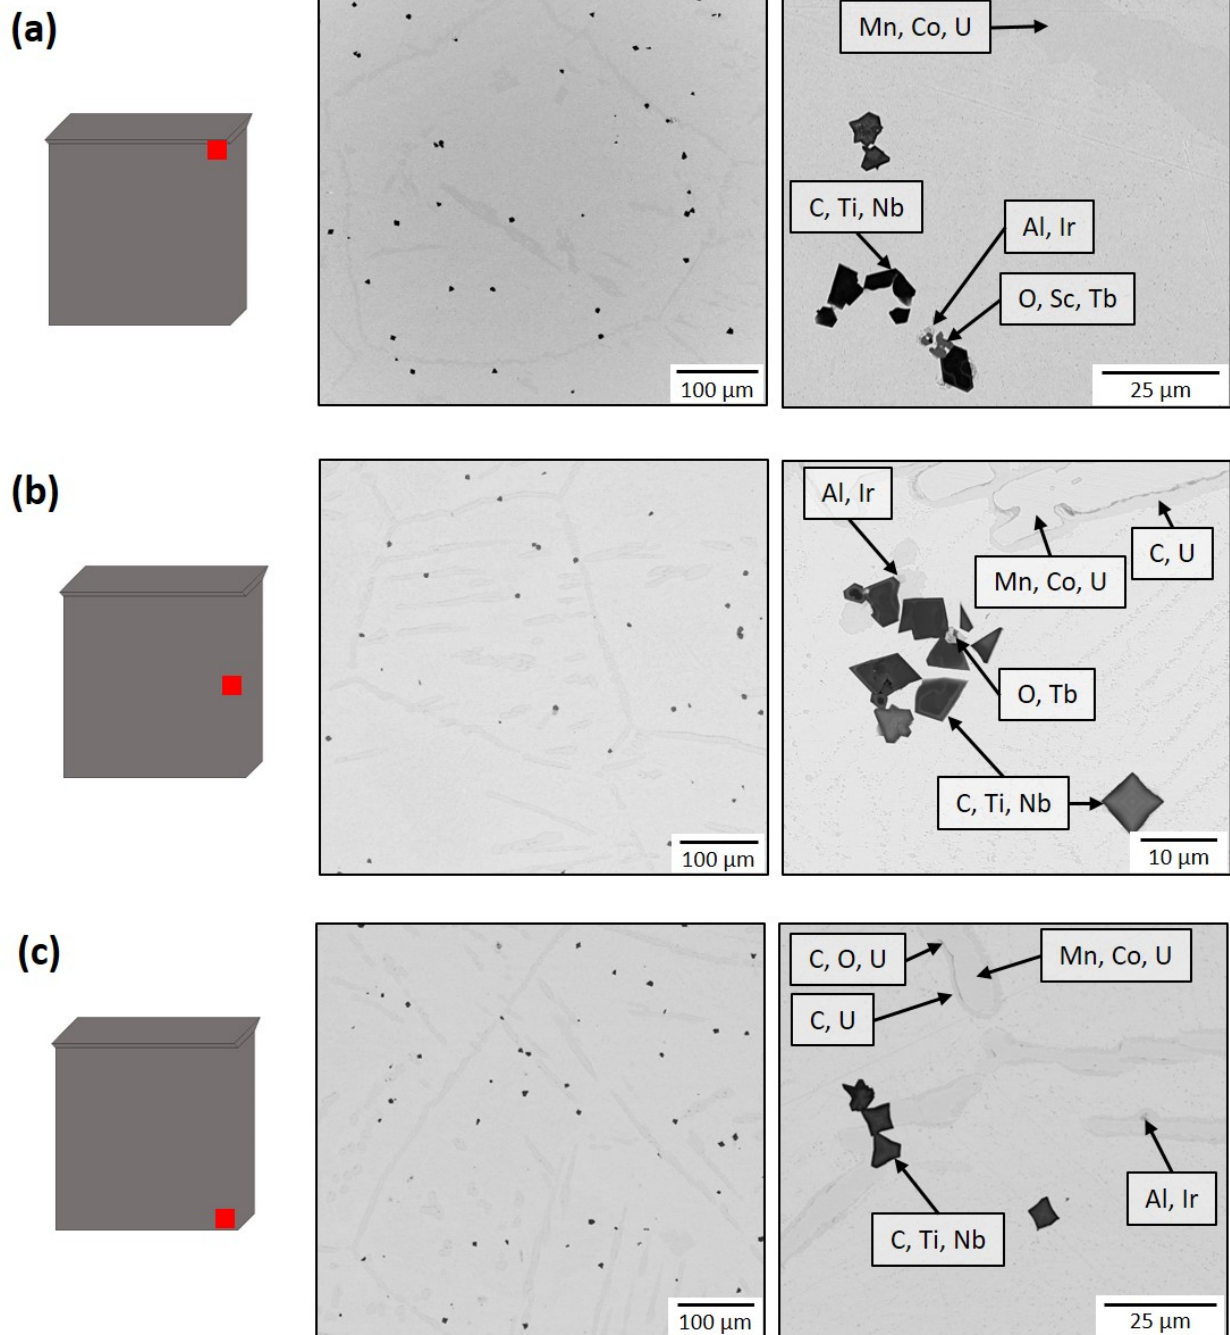 (a)
Mn, Co, U
C, Ti, Nb
Al, Ir
O, Sc, Tb
100 µm
25 µm
(b)
Al, Ir
C, U
Mn, Co, U
O, Tb
C, Ti, Nb
100 µm
10 µm
(c)
C, O, U
Mn, Co, U
C, U
Al, Ir
C, Ti, Nb
100 µm
25 µm